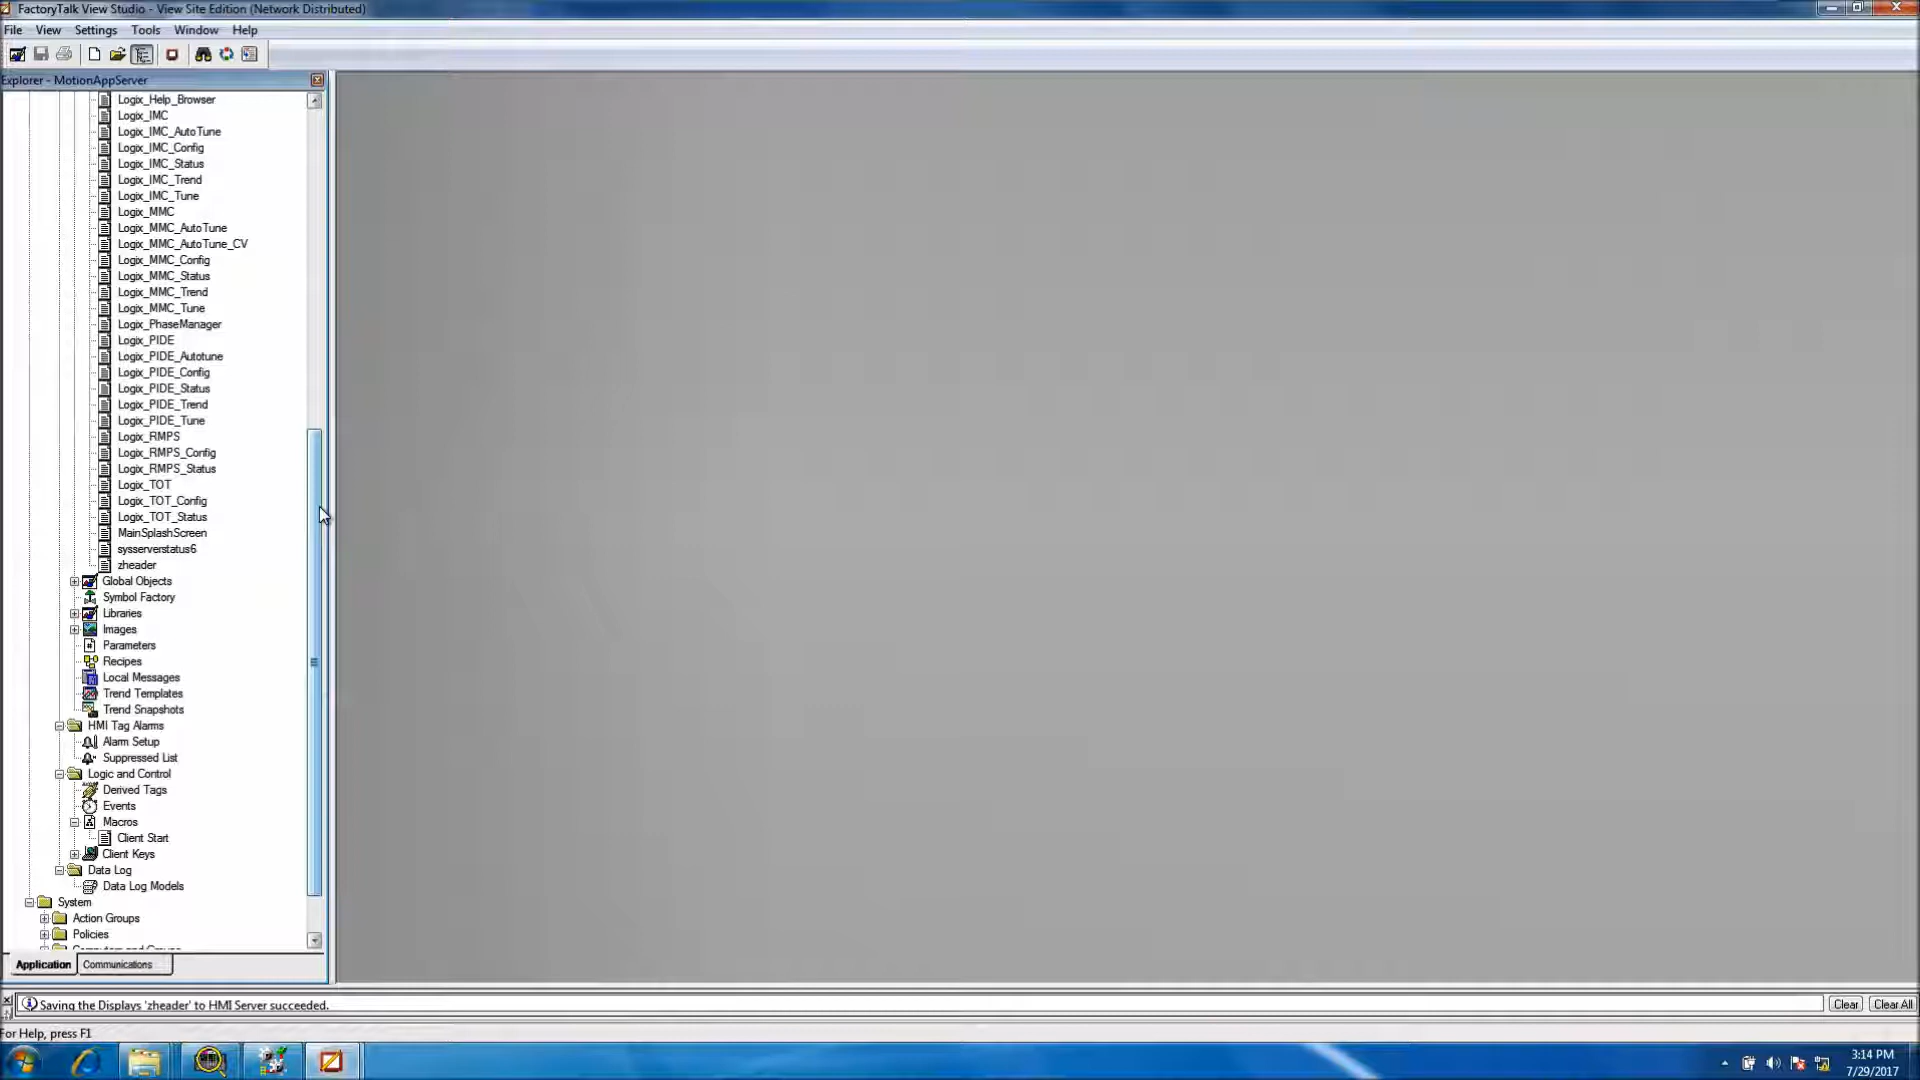 FactoryTalk View Studio - View Site Edition (Network Distributed)
File View Settings Tools Window Help
Explorer - MotionAppServer
Logix_Help_Browser
Logix_IMC
Logix_IMC_AutoTune
Logix_IMC_Config
Logix_IMC_Status
Logix_IMC_Trend
Logix_IMC_Tune
Logix_MMC
Logix_MMC_AutoTune
Logix_MMC_AutoTune_CV
Logix_MMC_Config
Logix_MMC_Status
Logix_MMC_Trend
Logix_MMC_Tune
Logix_PhaseManager
Logix_PIDE
Logix_PIDE_Autotune
Logix_PIDE_Config
Logix_PIDE_Status
Logix_PIDE_Trend
Logix_PIDE_Tune
Logix_RMPS
Logix_RMPS_Config
Logix_RMPS_Status
Logix_TOT
Logix_TOT_Config
Logix_TOT_Status
MainSplashScreen
sysserverstatus6
zheader
Global Objects
Symbol Factory
Libraries
Images
Parameters
Recipes
Local Messages
Trend Templates
Trend Snapshots
HMI Tag Alarms
Alarm Setup
Suppressed List
Logic and Control
Derived Tags
Events
Macros
Client Start
Client Keys
Data Log
Data Log Models
System
Action Groups
Policies
Application Communications
Saving the Displays 'zheader' to HMI Server succeeded. Clear Clear All
For Help, press F1
3:14 PM
7/29/2017